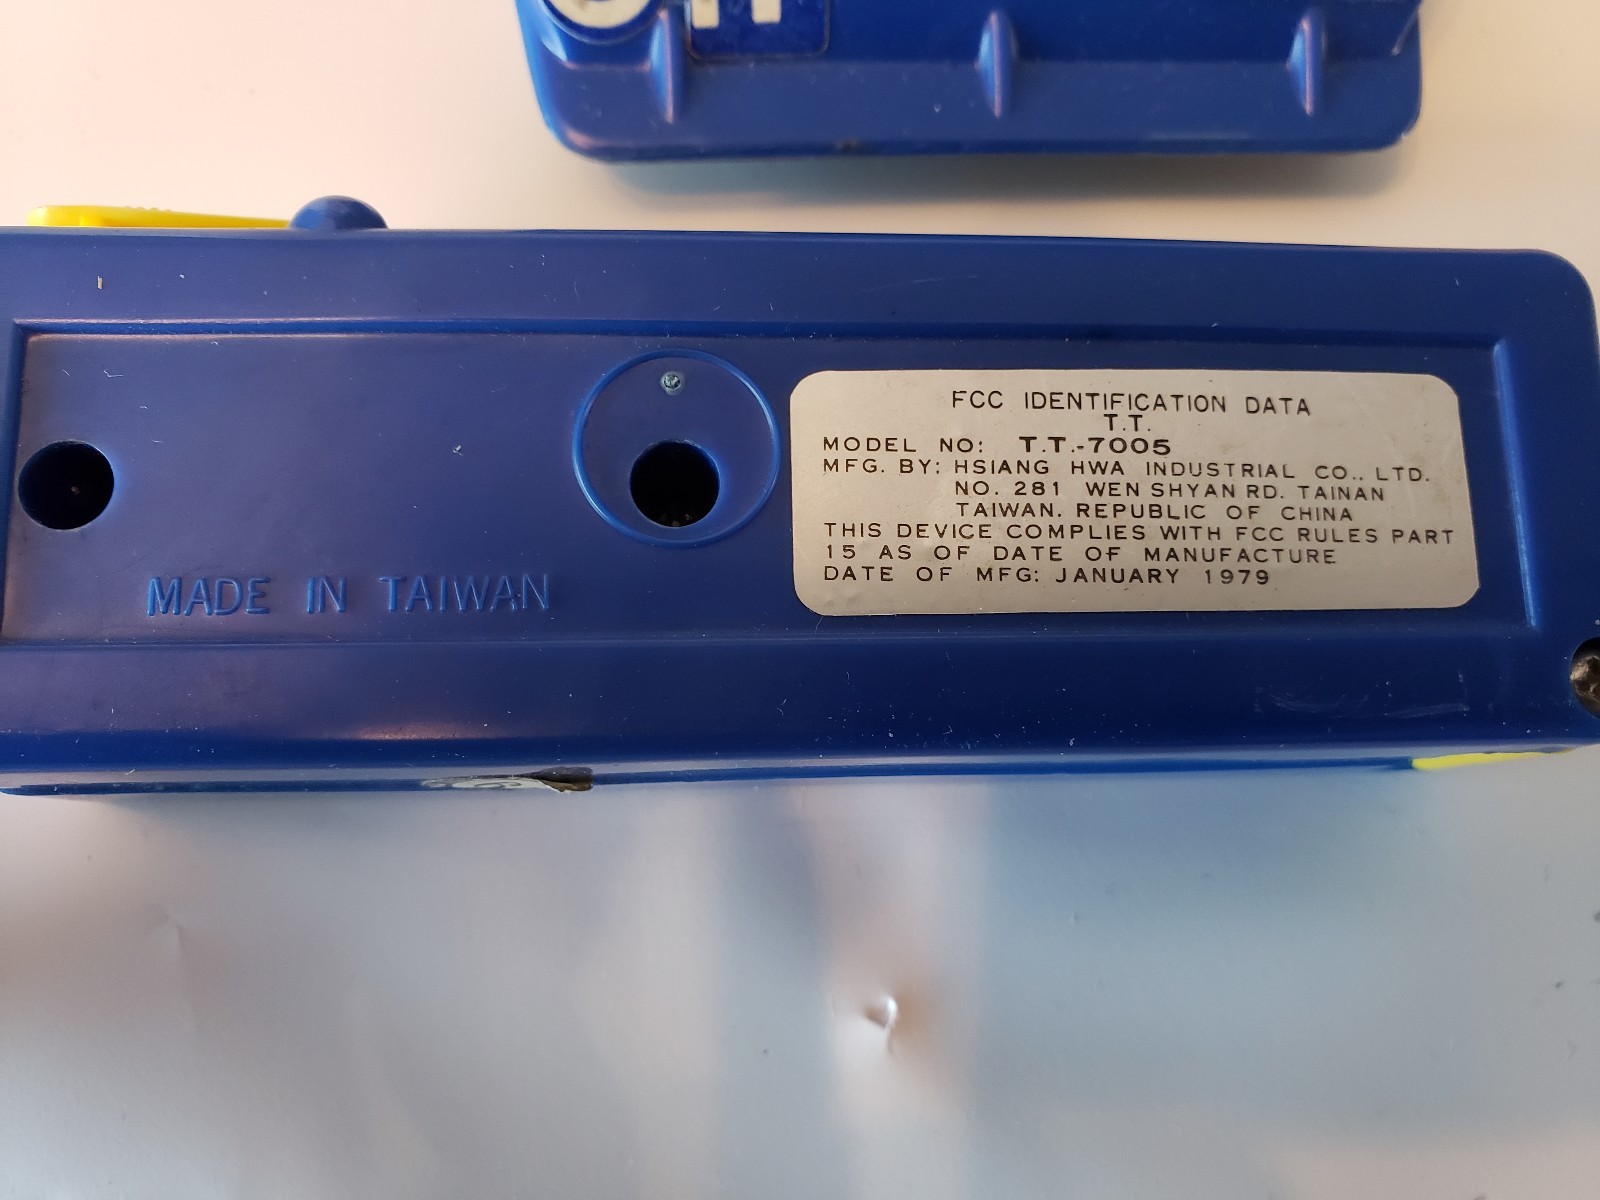 FCC IDENTIFICATION DATA
T.T.
MODEL NO: T.T.-7005
MFG. BY: HSIANG HWA INDUSTRIAL CO., LTD.
NO. 281 WEN SHYAN RD. TAINAN
TAIWAN. REPUBLIC OF CHINA
THIS DEVICE COMPLIES WITH FCC RULES PART
15 AS OF DATE OF MANUFACTURE
DATE OF MFG: JANUARY 1979
MADE IN TAIWAN